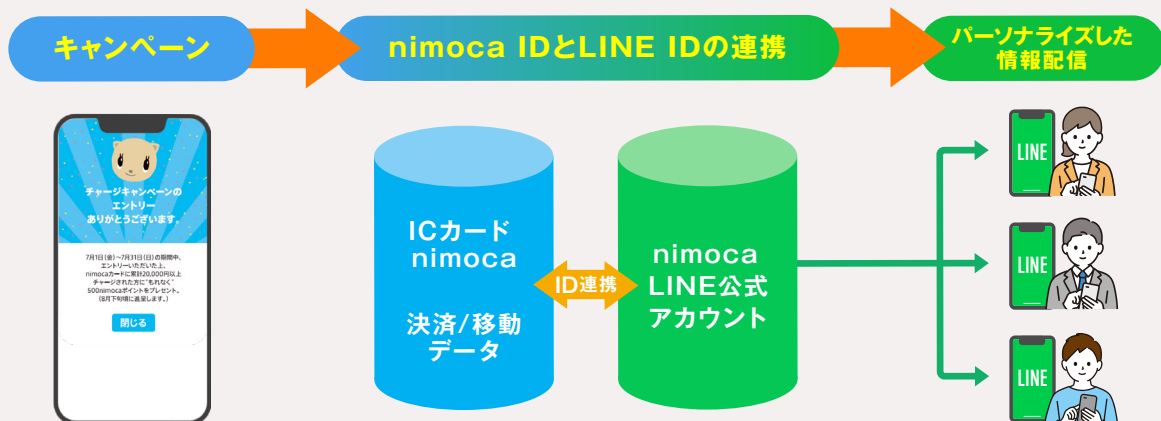 キャンペーン
nimoca IDとLINE IDの連携
パーソナライズした
情報配信
チャージキャンペーンの
エントリー
ありがとうございます。
7月1日(金)~7月31日(日)の期間中、
エントリーいただいた上、
nimocaカードに累計20,000円以上
チャージされた方に"もれなく"
500nimocaポイントをプレゼント。
(8月下旬頃に進呈します。)
閉じる
ICカード
nimoca
決済/移動
データ
ID連携
nimoca
LINE公式
アカウント
LINE
LINE
LINE